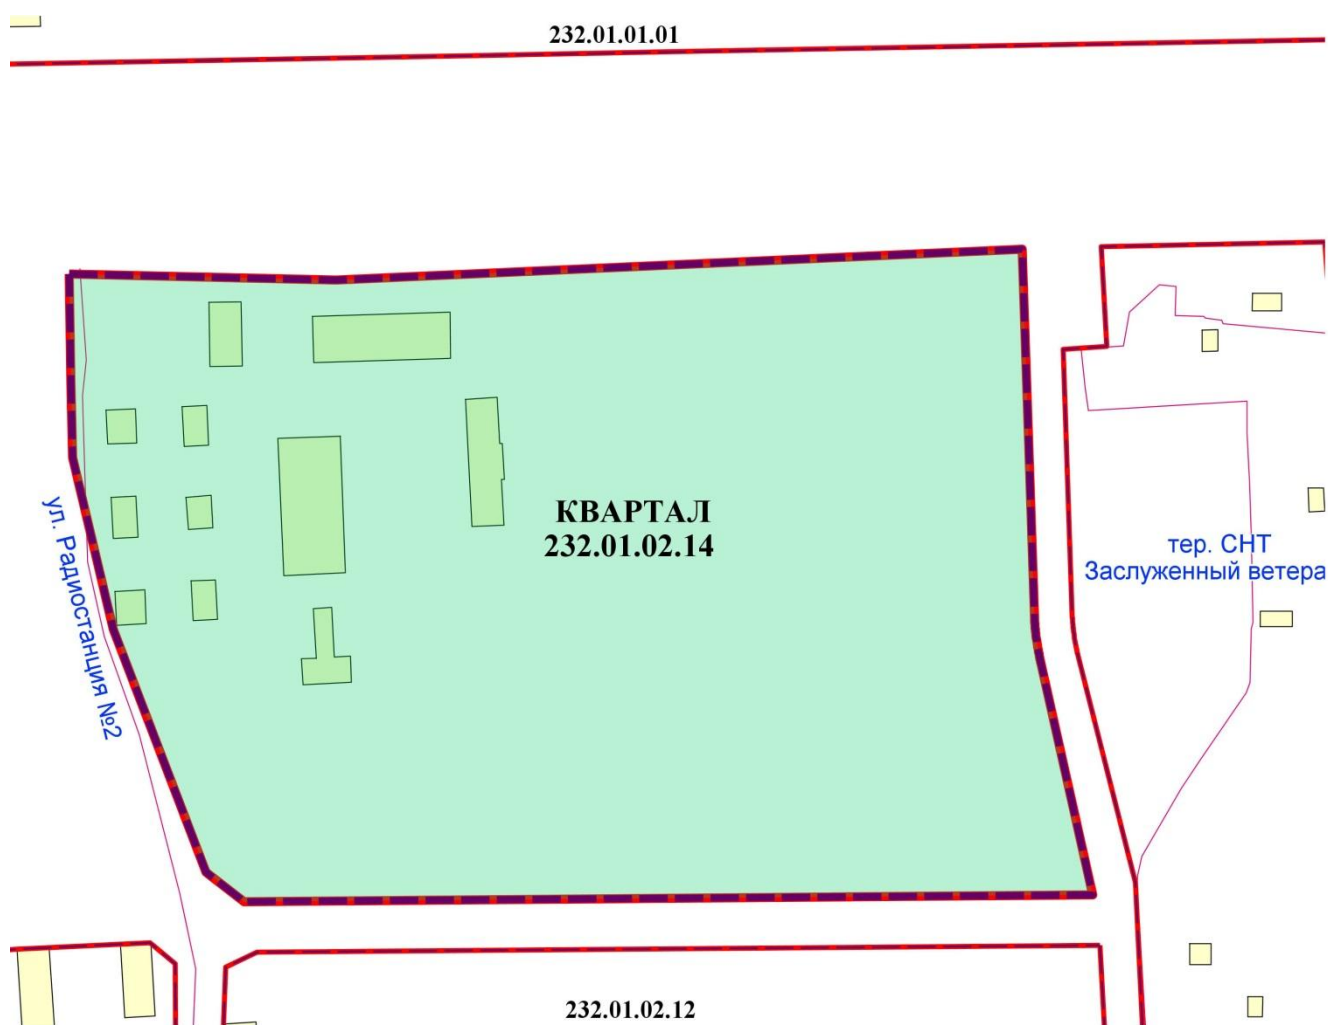 232.01.01.01
КВАРТАЛ
232.01.02.14
ул. Радиостанция №2
тер. СНТ
Заслуженный ветера
232.01.02.12